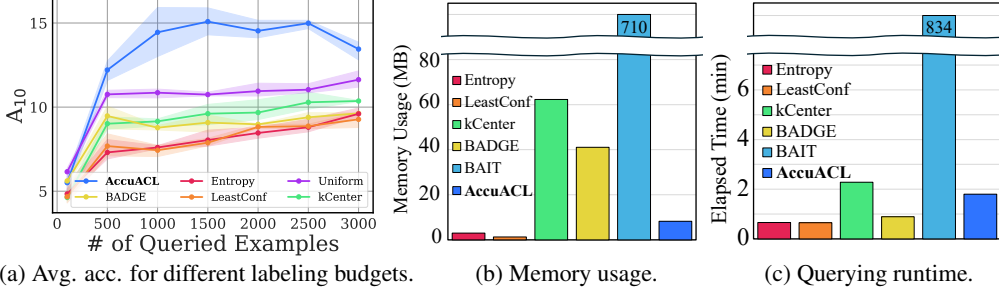 15
10
5
A10
0 500 1000 1500 2000 2500 3000
# of Queried Examples
AccuACL Entropy Uniform
BADGE LeastConf kCenter
(a) Avg. acc. for different labeling budgets.
710
80
60
40
20
0
Memory Usage (MB)
Entropy
LeastConf
kCenter
BADGE
BAIT
AccuACL
(b) Memory usage.
834
6
4
2
0
Elapsed Time (min)
Entropy
LeastConf
kCenter
BADGE
BAIT
AccuACL
(c) Querying runtime.